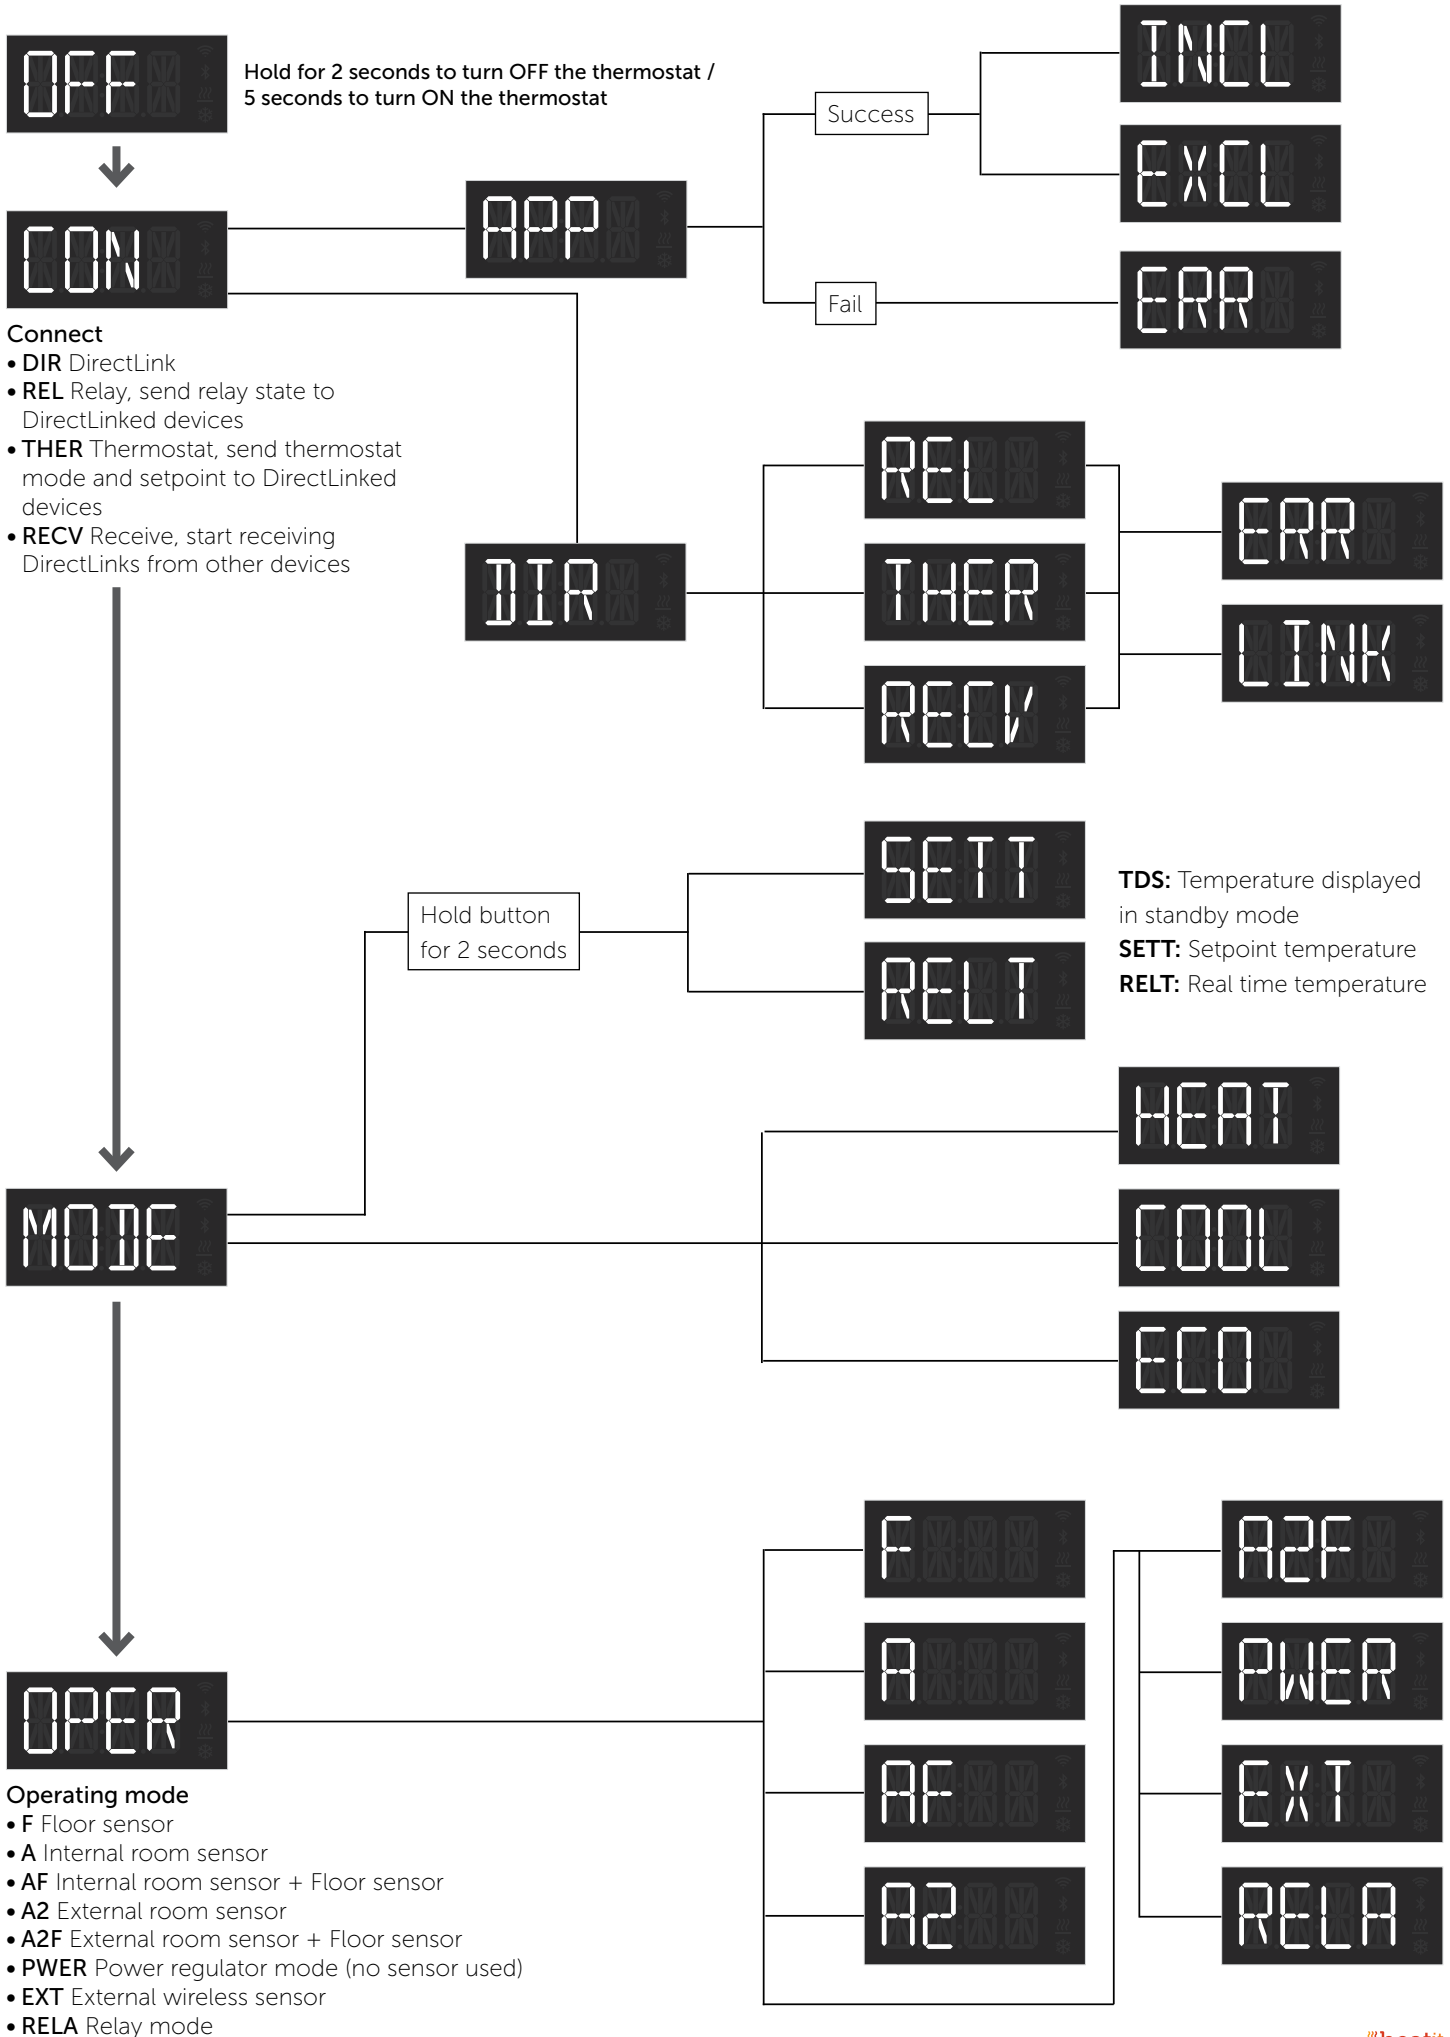 OFF
Hold for 2 seconds to turn OFF the thermostat /
5 seconds to turn ON the thermostat
CON
APP
Success
INCL
EXCL
Fail
ERR
Connect
• DIR DirectLink
• REL Relay, send relay state to
DirectLinked devices
• THER Thermostat, send thermostat
mode and setpoint to DirectLinked
devices
• RECV Receive, start receiving
DirectLinks from other devices
DIR
REL
THER
RECV
ERR
LINK
Hold button
for 2 seconds
SETT
RELT
TDS: Temperature displayed
in standby mode
SETT: Setpoint temperature
RELT: Real time temperature
MODE
HEAT
COOL
ECO
OPER
F
A
AF
A2
A2F
PWER
EXT
RELA
Operating mode
• F Floor sensor
• A Internal room sensor
• AF Internal room sensor + Floor sensor
• A2 External room sensor
• A2F External room sensor + Floor sensor
• PWER Power regulator mode (no sensor used)
• EXT External wireless sensor
• RELA Relay mode